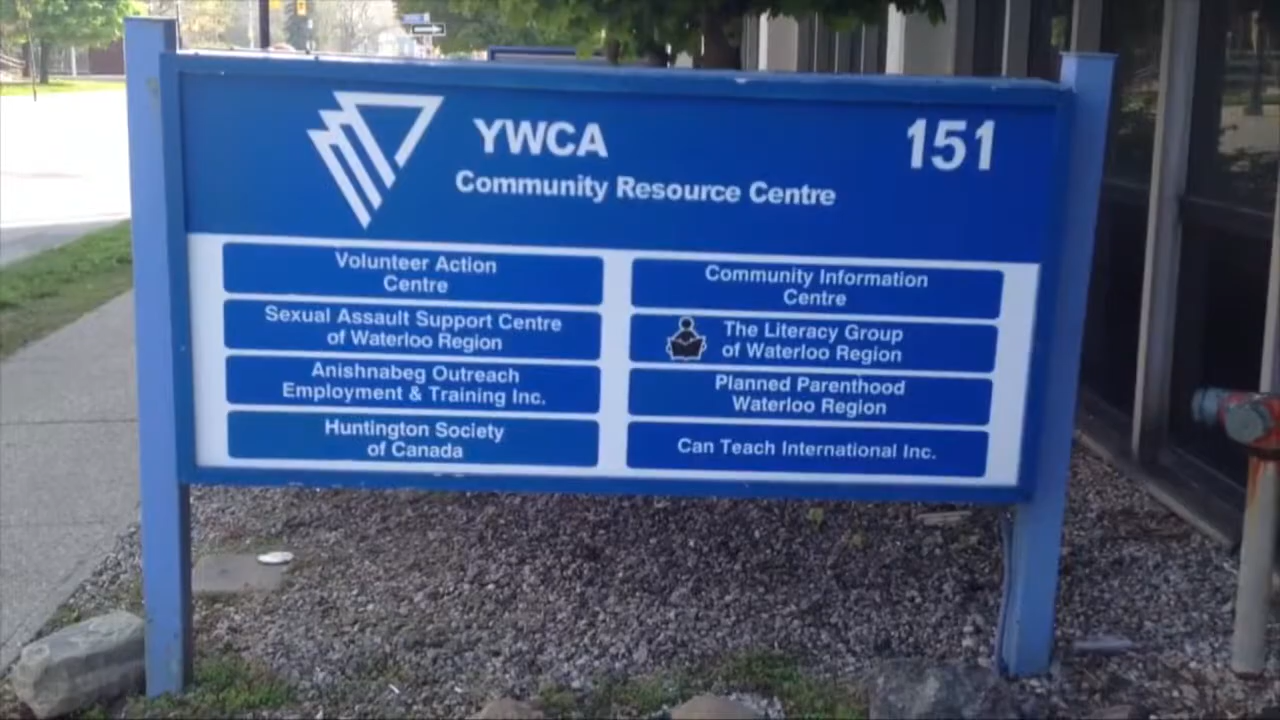 YWCA
151
Community Resource Centre
Volunteer Action
Centre
Sexual Assault Support Centre
of Waterloo Region
Anishnabeg Outreach
Employment & Training Inc.
Huntington Society
of Canada
Community Information
Centre
The Literacy Group
of Waterloo Region
Planned Parenthood
Waterloo Region
Can Teach International Inc.